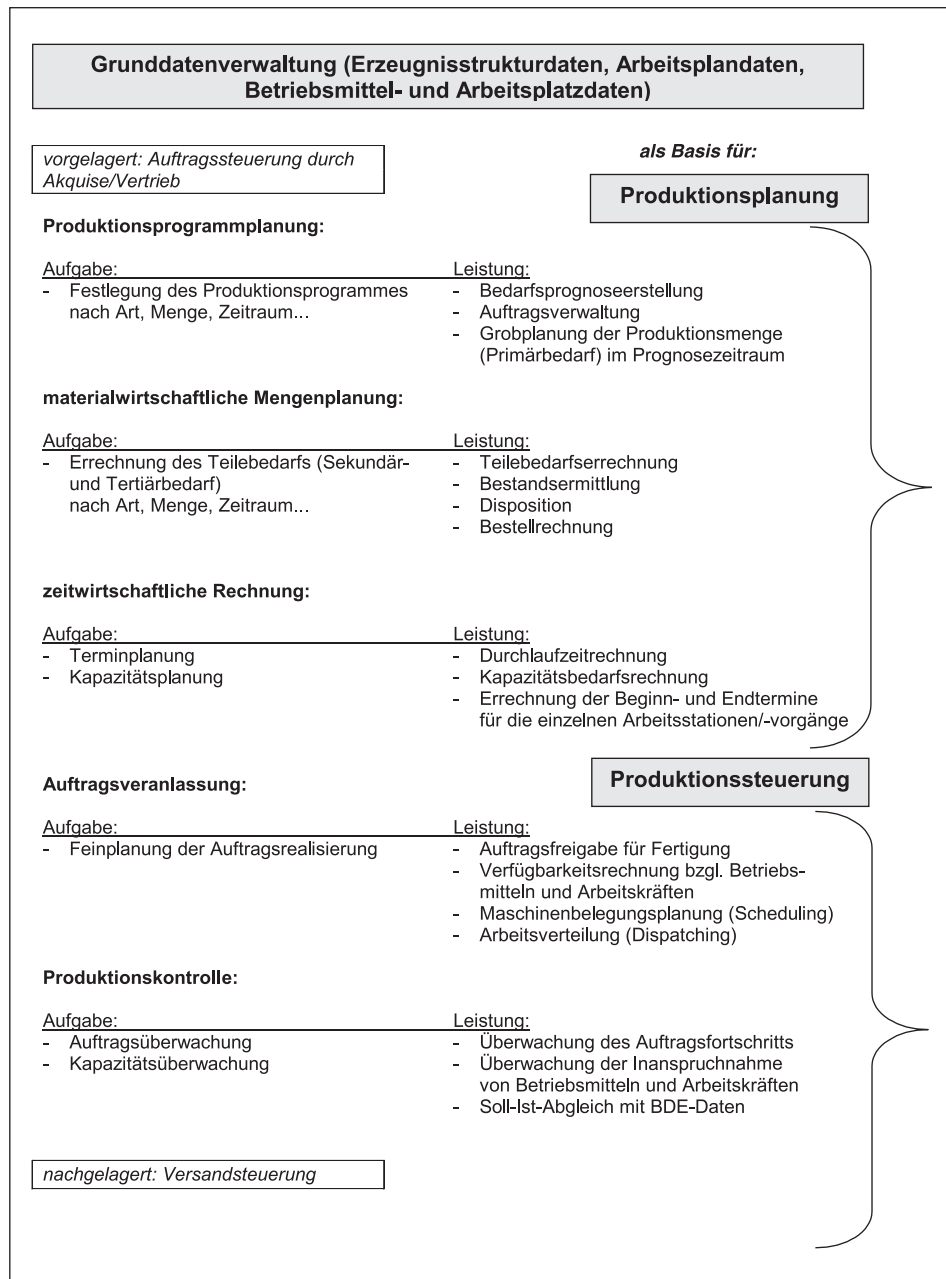 Grunddatenverwaltung (Erzeugnisstrukturdaten, Arbeitsplandaten,
Betriebsmittel- und Arbeitsplatzdaten)
vorgelagert: Auftragssteuerung durch
Akquise/Vertrieb
als Basis für:
Produktionsplanung
Produktionsprogrammplanung:
Aufgabe:
- Festlegung des Produktionsprogrammes
nach Art, Menge, Zeitraum...
Leistung:
- Bedarfsprognoseerstellung
- Auftragsverwaltung
- Grobplanung der Produktionsmenge
(Primärbedarf) im Prognosezeitraum
materialwirtschaftliche Mengenplanung:
Aufgabe:
- Errechnung des Teilebedarfs (Sekundär-
und Tertiärbedarf)
nach Art, Menge, Zeitraum...
Leistung:
- Teilebedarfserrechnung
- Bestandsermittlung
- Disposition
- Bestellrechnung
zeitwirtschaftliche Rechnung:
Aufgabe:
- Terminplanung
- Kapazitätsplanung
Leistung:
- Durchlaufzeitrechnung
- Kapazitätsbedarfsrechnung
- Errechnung der Beginn- und Endtermine
für die einzelnen Arbeitsstationen/-vorgänge
Produktionssteuerung
Auftragsveranlassung:
Aufgabe:
- Feinplanung der Auftragsrealisierung
Leistung:
- Auftragsfreigabe für Fertigung
- Verfügbarkeitsrechnung bzgl. Betriebs-
mitteln und Arbeitskräften
- Maschinenbelegungsplanung (Scheduling)
- Arbeitsverteilung (Dispatching)
Produktionskontrolle:
Aufgabe:
- Auftragsüberwachung
- Kapazitätsüberwachung
Leistung:
- Überwachung des Auftragsfortschritts
- Überwachung der Inanspruchnahme
von Betriebsmitteln und Arbeitskräften
- Soll-Ist-Abgleich mit BDE-Daten
nachgelagert: Versandsteuerung